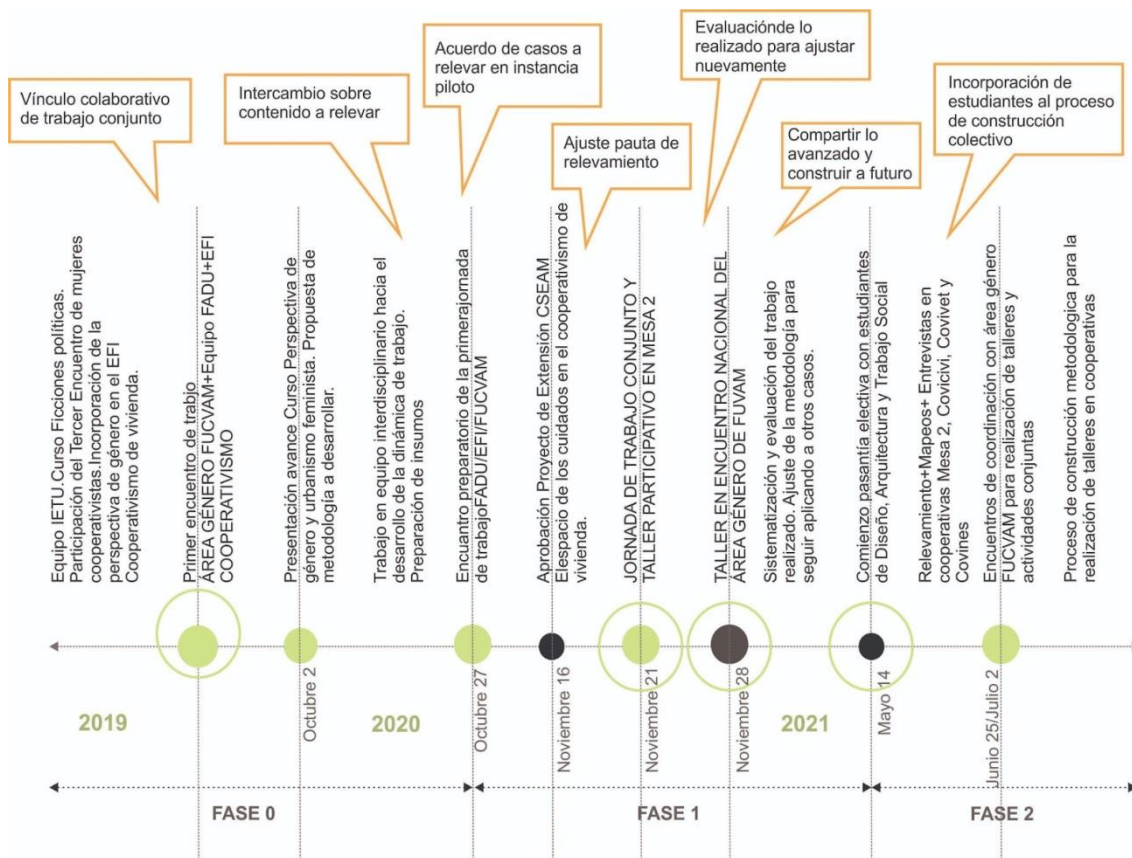 Vínculo colaborativo
de trabajo conjunto
Intercambio sobre
contenido a relevar
Acuerdo de casos a
relevar en instancia
piloto
Ajuste pauta de
relevamiento
Evaluaciónde lo
realizado para ajustar
nuevamente
Compartir lo
avanzado y
construir a futuro
Incorporación de
estudiantes al proceso
de construcción
colectivo
Equipo IETU.Curso Ficciones políticas.
Participación del Tercer Encuentro de mujeres
cooperativistas.Incorporación de la
perspectiva de género en el EFI
Cooperativismo de vivienda.
Primer encuentro de trabjo
ÁREA GÉNERO FUCVAM+Equipo FADU+EFI
COOPERATIVISMO
Presentación avance Curso Perspectiva de
género y urbanismo feminista. Propuesta de
metodología a desarrollar.
Trabajo en equipo interdisciplinario hacia el
desarrollo de la dinámica de trabajo.
Preparación de insumos
Encuantro preparatorio de la primerajornada
de trabajoFADU/EFI/FUCVAM
Aprobación Proyecto de Extensión CSEAM
Elespacio de los cuidados en el cooperativismo de
vivienda.
JORNADA DE TRABAJO CONJUNTO Y
TALLER PARTICIPATIVO EN MESA 2
TALLER EN ENCUENTRO NACIONAL DEL
ÁREA GÉNERO DE FUVAM
Sistematización y evaluación del trabajo
realizado. Ajuste de la metodología para
seguir aplicando a otros casos.
Comienzo pasantía electiva con estudiantes
de Diseño, Arquitectura y Trabajo Social
Relevamiento+Mapeos+ Entrevistas en
cooperativas Mesa 2, Covicivi, Covivet y
Covines
Encuentros de coordinación con área género
FUCVAM para realización de talleres y
actividades conjuntas
Proceso de construcción metodologica para la
realización de talleres en cooperativas
2019
Octubre 2
2020
Octubre 27
Noviembre 16
Noviembre 21
Noviembre 28
2021
Mayo 14
Junio 25/Julio 2
FASE 0
FASE 1
FASE 2